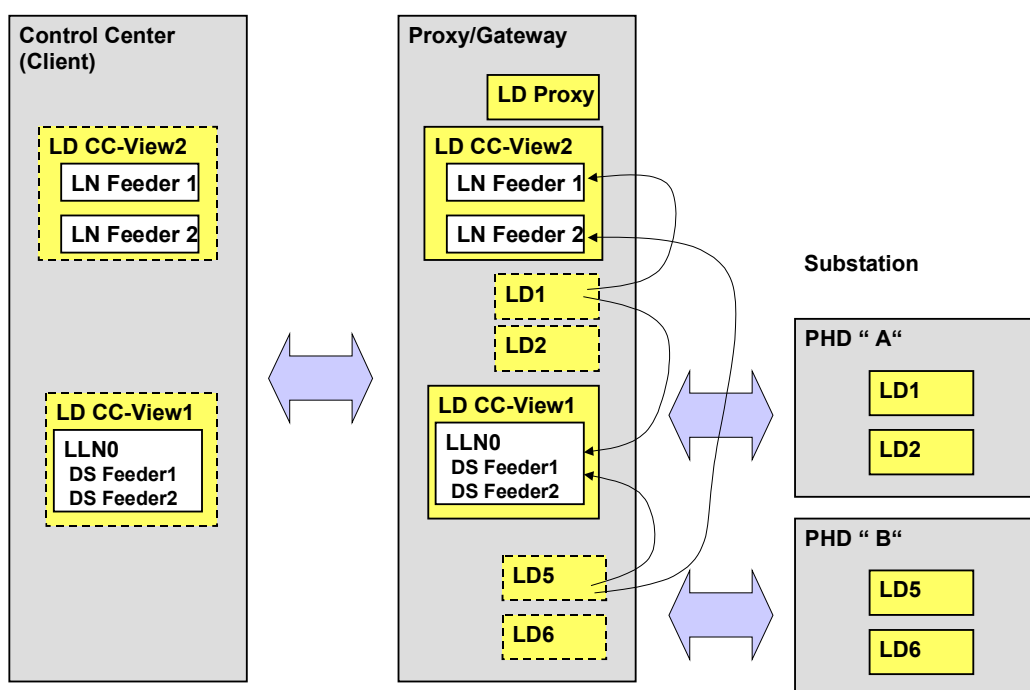 Control Center
(Client)
LD CC-View2
LN Feeder 1
LN Feeder 2
LD CC-View1
LLN0
DS Feeder1
DS Feeder2
Proxy/Gateway
LD Proxy
LD CC-View2
LN Feeder 1
LN Feeder 2
LD1
LD2
LD CC-View1
LLN0
DS Feeder1
DS Feeder2
LD5
LD6
Substation
PHD “ A“
LD1
LD2
PHD “ B“
LD5
LD6